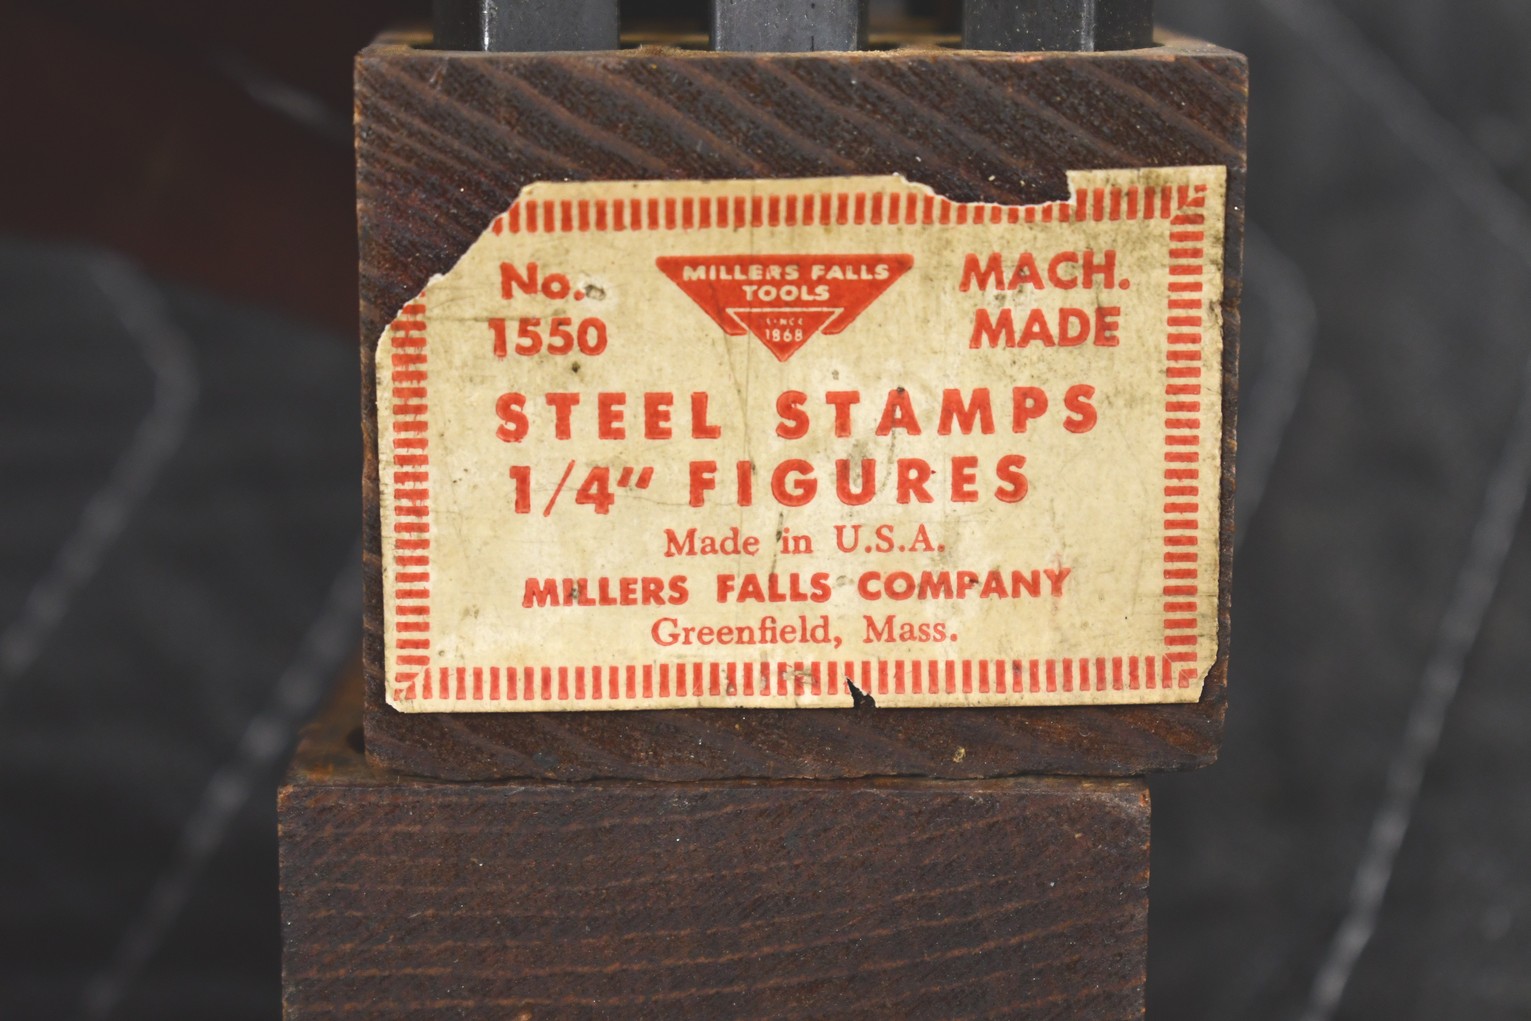 No. 1550
MILLERS FALLS
TOOLS
SINCE
1868
MACH.
MADE
STEEL STAMPS
1/4" FIGURES
Made in U.S.A.
MILLERS FALLS COMPANY
Greenfield, Mass.